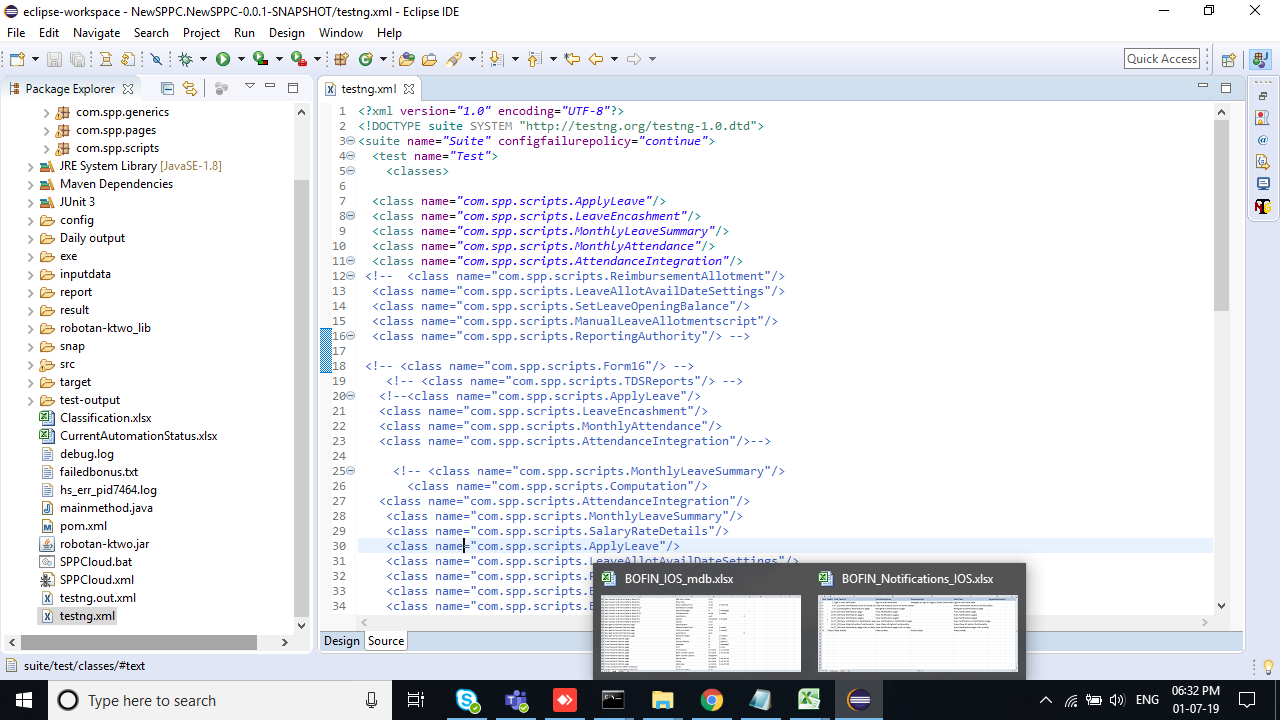 eclipse-workspace - NewSPPC.NewSPPC-0.0.1-SNAPSHOT/testng.xml - Eclipse IDE
File Edit Navigate Search Project Run Design Window Help
Quick Access
Package Explorer
com.spp.generics
com.spp.pages
com.spp.scripts
JRE System Library [JavaSE-1.8]
Maven Dependencies
JUnit 3
config
Daily output
exe
inputdata
report
result
robotan-ktwo_lib
snap
src
target
test-output
Classification.xlsx
CurrentAutomationStatus.xlsx
debug.log
failedbonus.txt
hs_err_pid7464.log
mainmethod.java
pom.xml
robotan-ktwo.jar
SPPCloud.bat
SPPCloud.xml
testng.out.xml
testng.xml
testng.xml
1 <?xml version="1.0" encoding="UTF-8"?>
2 <!DOCTYPE suite SYSTEM "http://testng.org/testng-1.0.dtd">
3 <suite name="Suite" configfailurepolicy="continue">
4 <test name="Test">
5 <classes>
6
7 <class name="com.spp.scripts.ApplyLeave"/>
8 <class name="com.spp.scripts.LeaveEncashment"/>
9 <class name="com.spp.scripts.MonthlyLeaveSummary"/>
10 <class name="com.spp.scripts.MonthlyAttendance"/>
11 <class name="com.spp.scripts.AttendanceIntegration"/>
12 <!-- <class name="com.spp.scripts.ReimbursementAllotment"/>
13 <class name="com.spp.scripts.LeaveAllotAvailDateSettings"/>
14 <class name="com.spp.scripts.SetLeaveOpeningBalance"/>
15 <class name="com.spp.scripts.ManualLeaveAllotmentscript"/>
16 <class name="com.spp.scripts.ReportingAuthority"/> -->
17
18 <!-- <class name="com.spp.scripts.Form16"/> -->
19 <!-- <class name="com.spp.scripts.TDSReports"/> -->
20 <!--<class name="com.spp.scripts.ApplyLeave"/>
21 <class name="com.spp.scripts.LeaveEncashment"/>
22 <class name="com.spp.scripts.MonthlyAttendance"/>
23 <class name="com.spp.scripts.AttendanceIntegration"/>-->
24
25 <!-- <class name="com.spp.scripts.MonthlyLeaveSummary"/>
26 <class name="com.spp.scripts.Computation"/>
27 <class name="com.spp.scripts.AttendanceIntegration"/>
28 <class name="com.spp.scripts.MonthlyLeaveSummary"/>
29 <class name="com.spp.scripts.SalaryRateDetails"/>
30 <class name="com.spp.scripts.ApplyLeave"/>
31 <class name="com.spp.scripts.LeaveAllotAvailDateSettings"/>
32 <class name="com.spp.scripts.
33 <class name="com.spp.scripts.
34 <class name="com.spp.scripts.
BOFIN_IOS_mdb.xlsx
BOFIN_Notifications_IOS.xlsx
Design Source
suite/test/classes/#text
Type here to search
ENG
06:32 PM
01-07-19